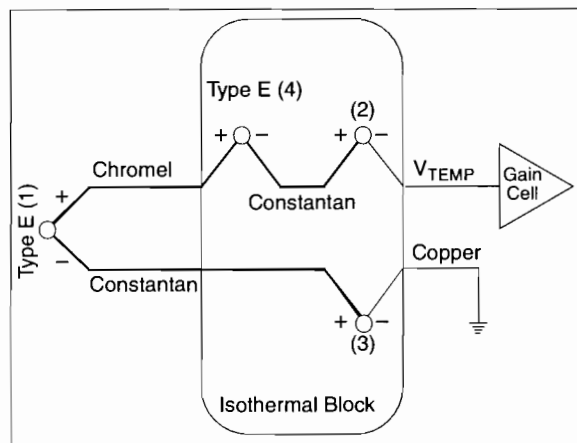 Type E (4)
(2)
+ −
+ −
Chromel
V_TEMP
Gain
Cell
Constantan
+
Type E (1)
−
Copper
Constantan
+ −
(3)
Isothermal Block